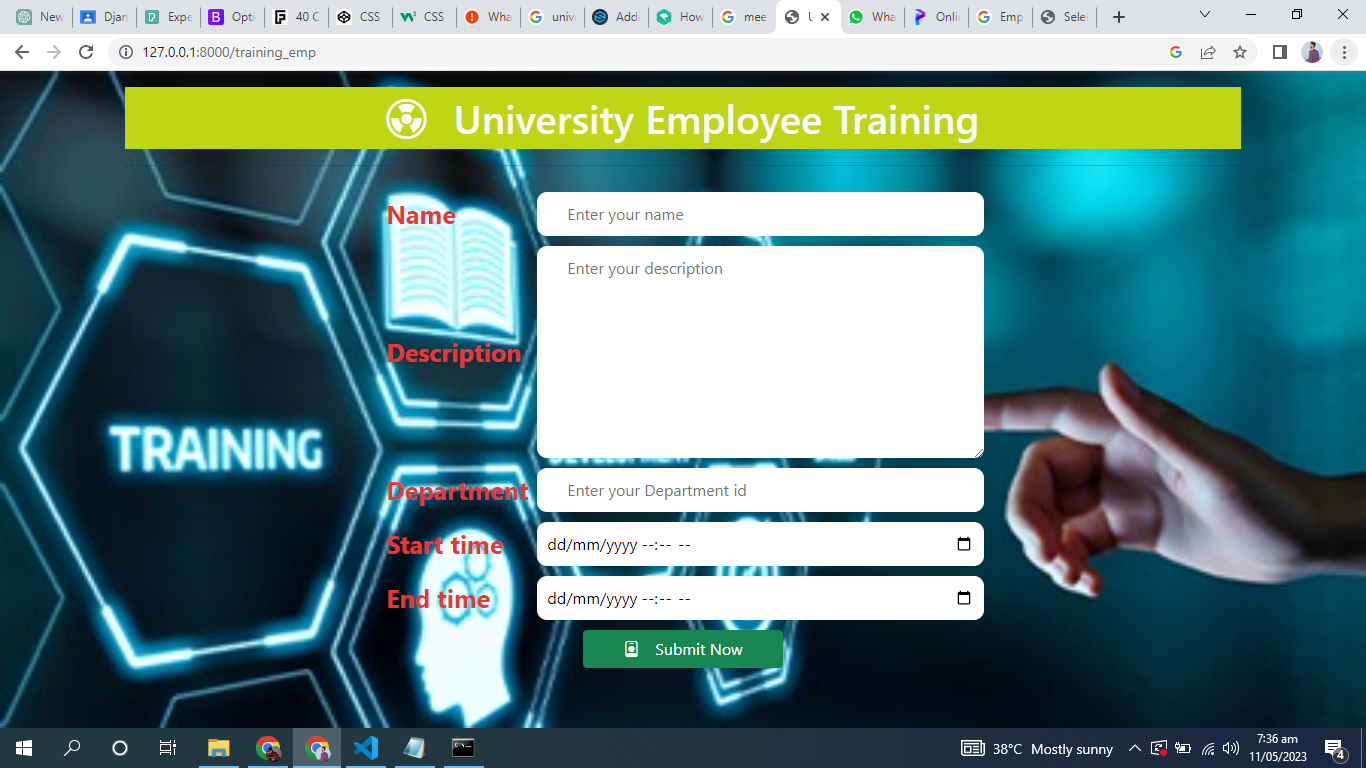 New
Djan
Expe
Opti
40 C
CSS
CSS
Wha
unive
Addi
How
mee
U
Wha
Onli
Emp
Sele
127.0.0.1:8000/training_emp
University Employee Training
Name
Enter your name
Enter your description
Description
TRAINING
Department
Enter your Department id
Start time
dd/mm/yyyy --:-- --
End time
dd/mm/yyyy --:-- --
Submit Now
38°C Mostly sunny
7:36 am
11/05/2023
4